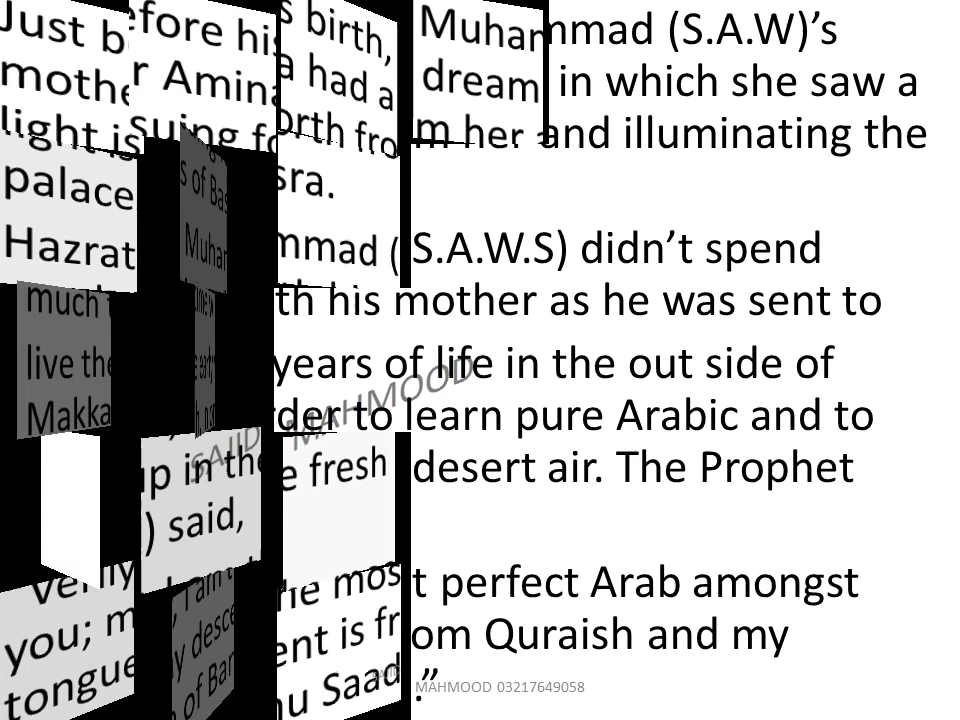 Just before his birth, Muhammad (S.A.W)’s
mother Amina had a dream in which she saw a
light issuing forth from her and illuminating the
palaces of Basra.
Hazrat Muhammad (S.A.W.S) didn’t spend
much time with his mother as he was sent to
live the early years of life in the out side of
Makkah, in order to learn pure Arabic and to
up in the fresh desert air. The Prophet
) said,
“Verily, I am the most perfect Arab amongst
you; my descent is from Quraish and my
tongue of Banu Saad.”
SAJID MAHMOOD
MAHMOOD 03217649058